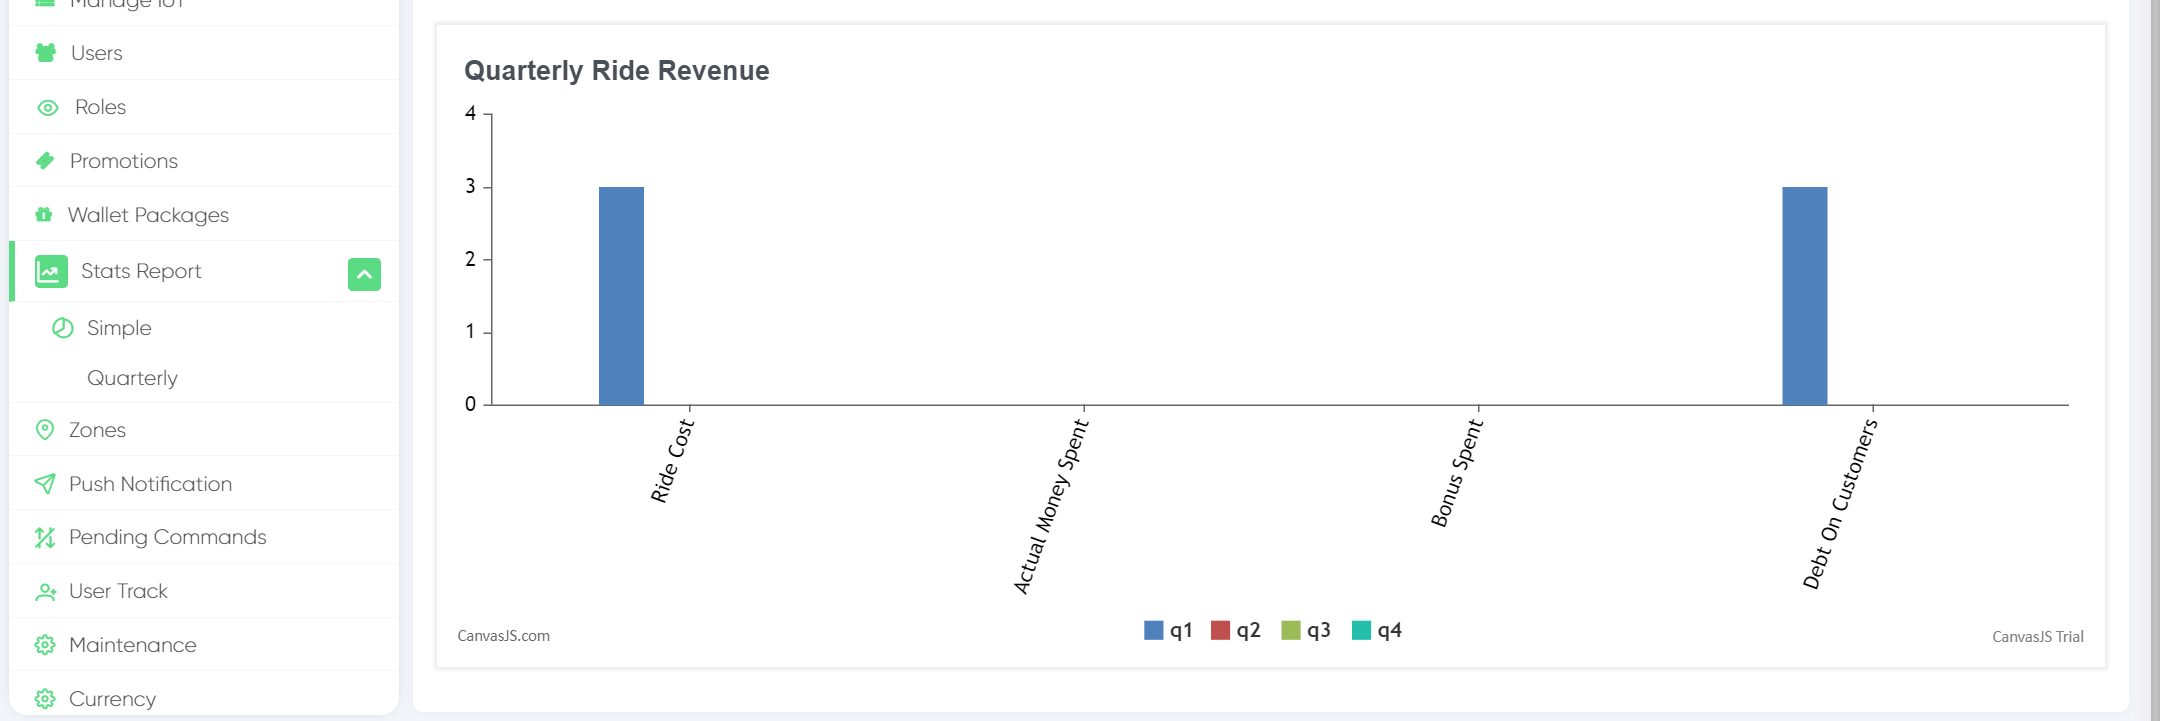 Manage IoT
Users
Roles
Promotions
Wallet Packages
Stats Report
Simple
Quarterly
Zones
Push Notification
Pending Commands
User Track
Maintenance
Currency
Quarterly Ride Revenue
4
3
2
1
0
Ride Cost
Actual Money Spent
Bonus Spent
Debt On Customers
q1 q2 q3 q4
CanvasJS.com
CanvasJS Trial